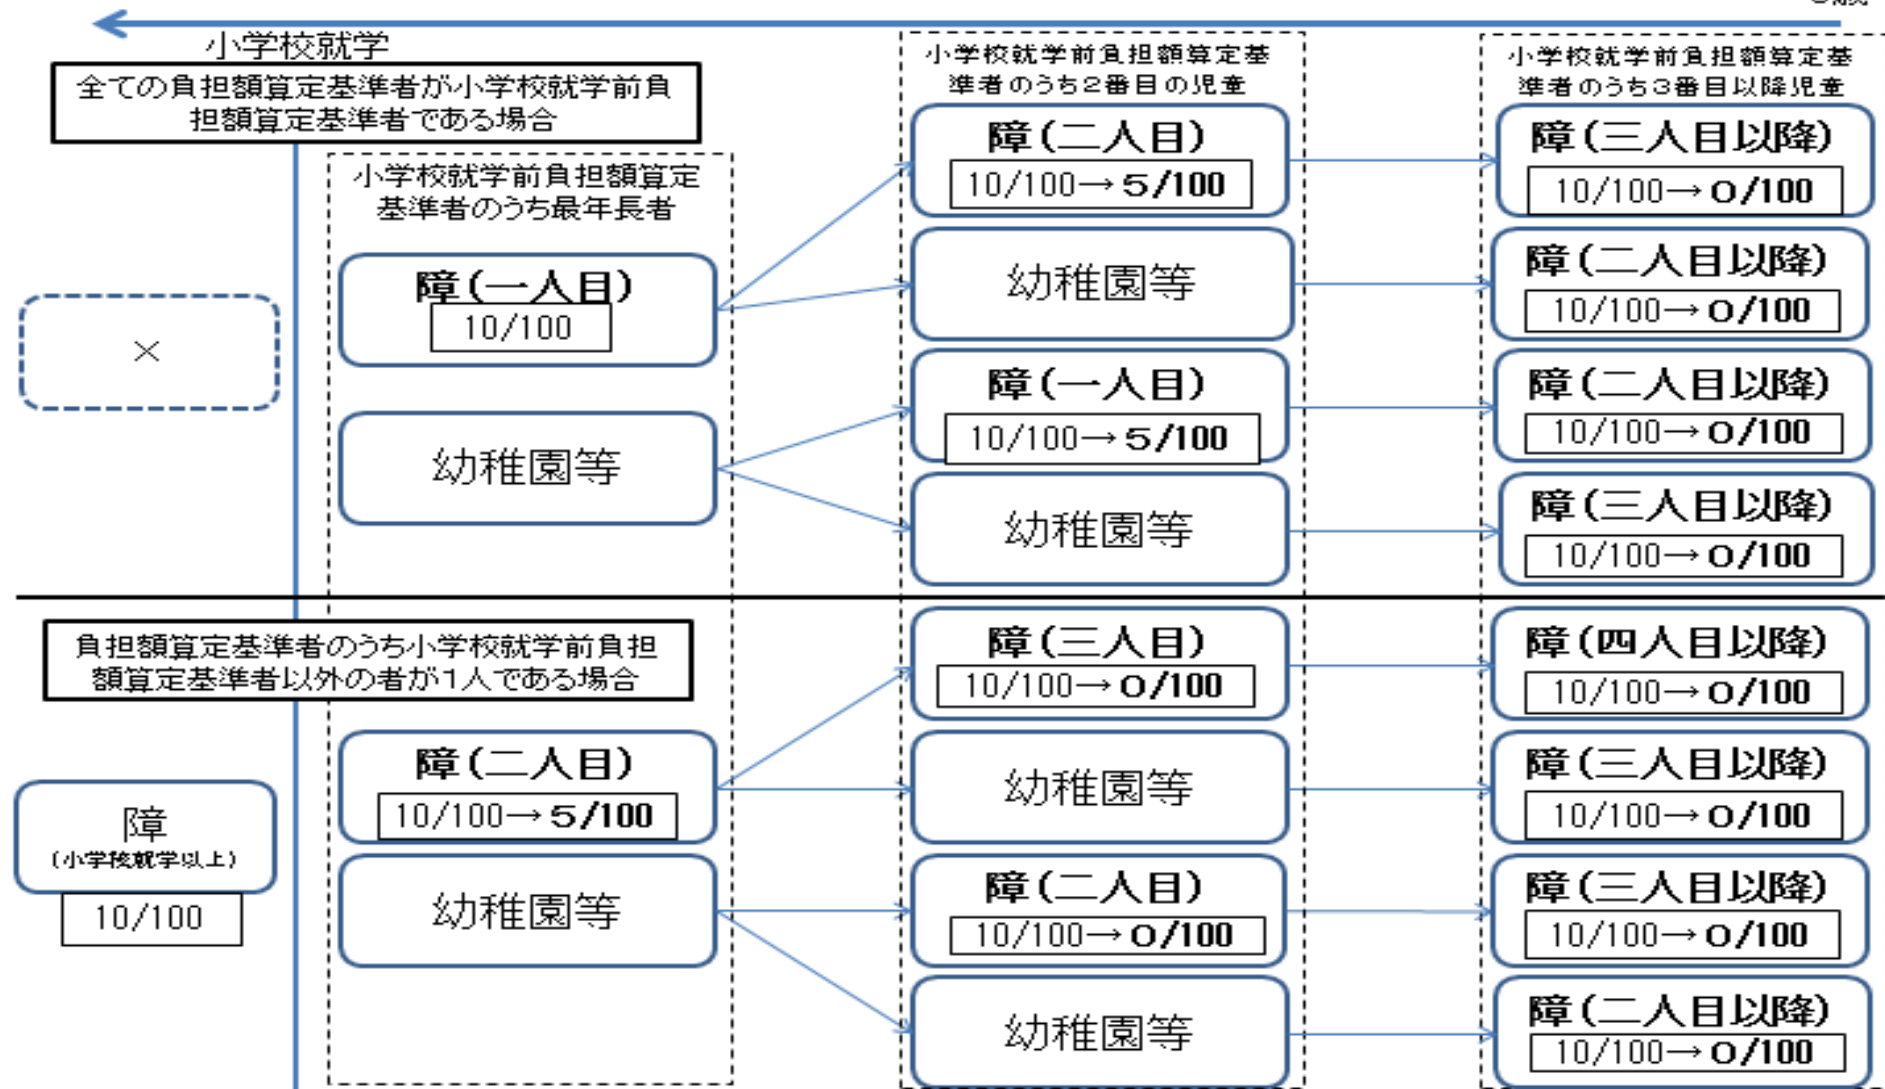 小学校就学
全ての負担額算定基準者が小学校就学前負
担額算定基準者である場合
小学校就学前負担額算定
基準者のうち最年長者
小学校就学前負担額算定基
準者のうち2番目の児童
小学校就学前負担額算定基
準者のうち3番目以降児童
×
障(一人目)
10/100
幼稚園等
障(二人目)
10/100→5/100
幼稚園等
障(一人目)
10/100→5/100
幼稚園等
障(三人目以降)
10/100→0/100
障(二人目以降)
10/100→0/100
障(二人目以降)
10/100→0/100
障(三人目以降)
10/100→0/100
負担額算定基準者のうち小学校就学前負担
額算定基準者以外の者が1人である場合
障
(小学校就学以上)
10/100
障(二人目)
10/100→5/100
幼稚園等
障(三人目)
10/100→0/100
幼稚園等
障(二人目)
10/100→0/100
幼稚園等
障(四人目以降)
10/100→0/100
障(三人目以降)
10/100→0/100
障(三人目以降)
10/100→0/100
障(二人目以降)
10/100→0/100